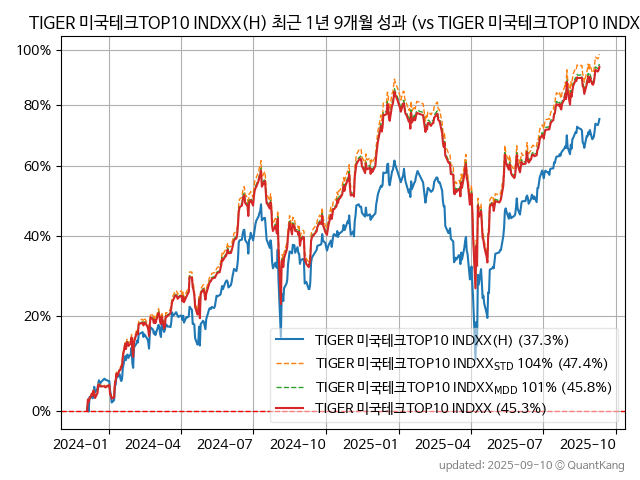 TIGER 미국테크TOP10 INDXX(H) 최근 1년 9개월 성과 (vs TIGER 미국테크TOP10 INDX
100%
80%
60%
40%
20%
0%
TIGER 미국테크TOP10 INDXX(H) (37.3%)
TIGER 미국테크TOP10 INDXX_STD 104% (47.4%)
TIGER 미국테크TOP10 INDXX_MDD 101% (45.8%)
TIGER 미국테크TOP10 INDXX (45.3%)
2024-01 2024-04 2024-07 2024-10 2025-01 2025-04 2025-07 2025-10
updated: 2025-09-10 © QuantKang